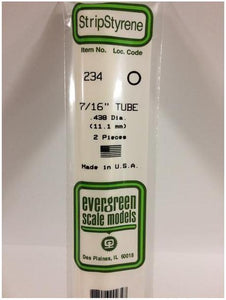 StripStyrene
Item No. Loc. Code
234
7/16" TUBE
.438 Dia.
(11.1 mm)
2 Pieces
Made in U.S.A.
evergreen
scale models
Des Plaines, IL 60018